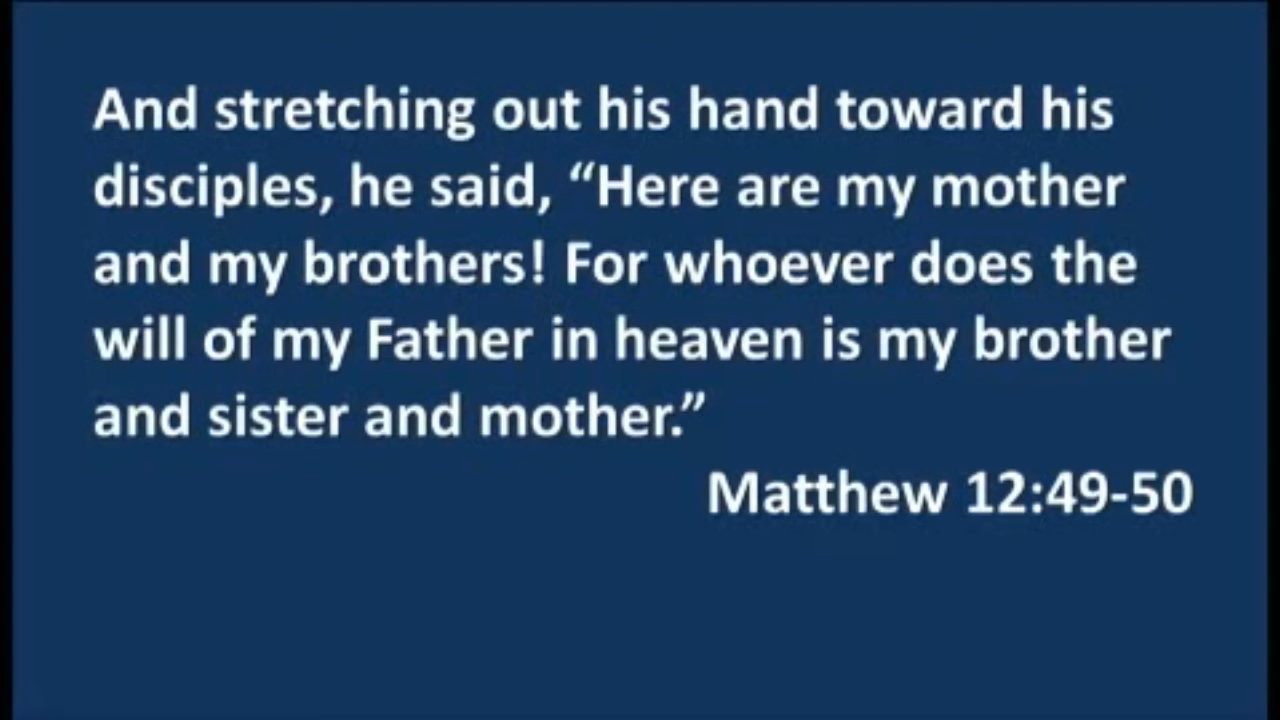 And stretching out his hand toward his
disciples, he said, “Here are my mother
and my brothers! For whoever does the
will of my Father in heaven is my brother
and sister and mother.”
Matthew 12:49-50